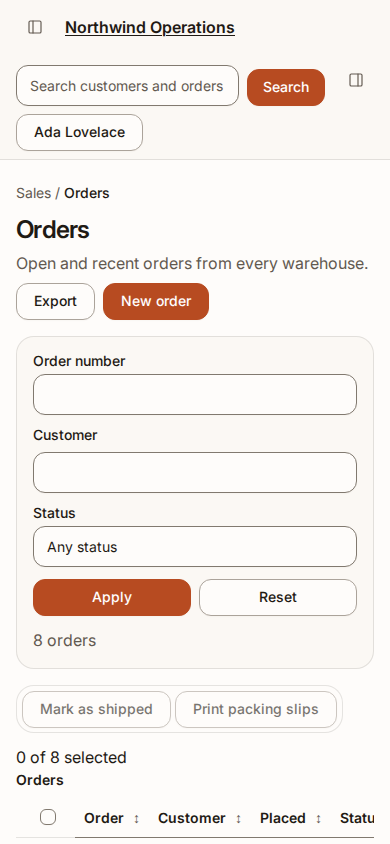 Northwind Operations
Search customers and orders Search
Ada Lovelace
Sales / Orders
Orders
Open and recent orders from every warehouse.
Export New order
Order number
Customer
Status
Any status
Apply Reset
8 orders
Mark as shipped Print packing slips
0 of 8 selected
Orders
Order ↕ Customer ↕ Placed ↕ Statu